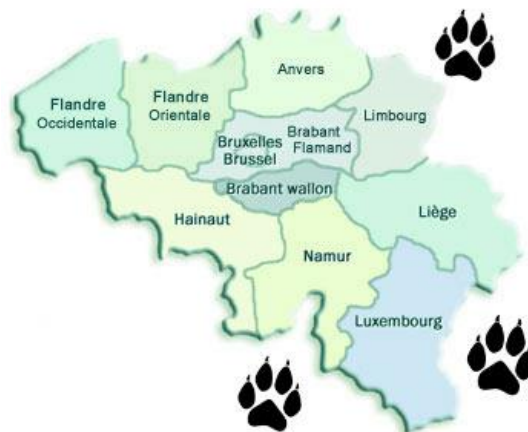 Anvers
Flandre
Occidentale
Flandre
Orientale
Limbourg
Bruxelles
Brussel
Brabant
Flamand
Brabant wallon
Hainaut
Liège
Namur
Luxembourg